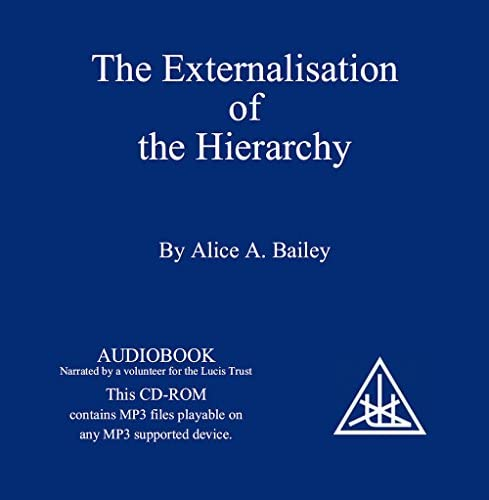 The Externalisation
of
the Hierarchy
By Alice A. Bailey
AUDIOBOOK
Narrated by a volunteer for the Lucis Trust
This CD-ROM
contains MP3 files playable on
any MP3 supported device.